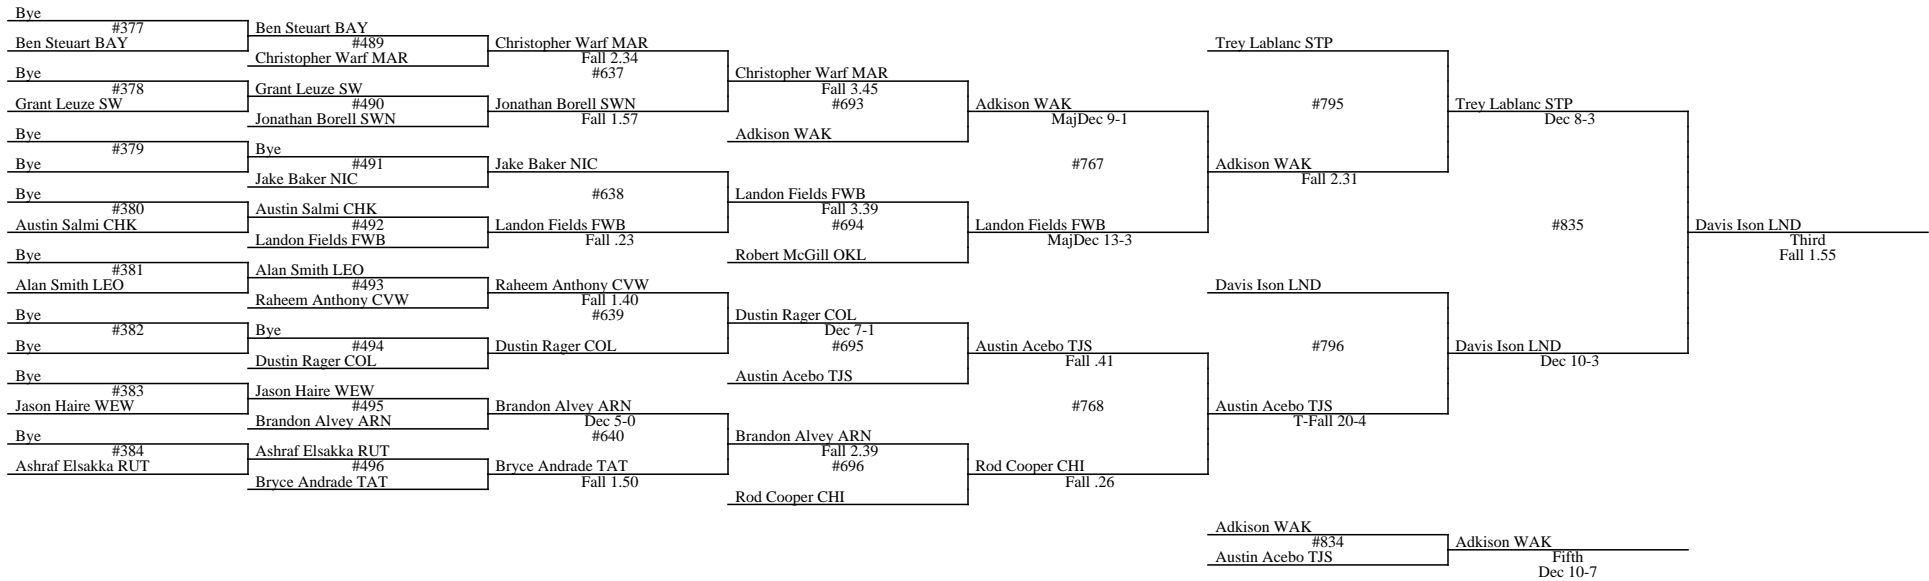 Bye
#377
Ben Steuart BAY
Bye
#378
Grant Leuze SW
Bye
#379
Bye
Bye
#380
Austin Salmi CHK
Bye
#381
Alan Smith LEO
Bye
#382
Bye
Bye
#383
Jason Haire WEW
Bye
#384
Ashraf Elsakka RUT
Ben Steuart BAY
#489
Christopher Warf MAR
Grant Leuze SW
#490
Jonathan Borell SWN
Bye
#491
Jake Baker NIC
Austin Salmi CHK
#492
Landon Fields FWB
Alan Smith LEO
#493
Raheem Anthony CVW
Bye
#494
Dustin Rager COL
Jason Haire WEW
#495
Brandon Alvey ARN
Ashraf Elsakka RUT
#496
Bryce Andrade TAT
Christopher Warf MAR
Fall 2.34
#637
Jonathan Borell SWN
Fall 1.57
Jake Baker NIC
#638
Landon Fields FWB
Fall .23
Raheem Anthony CVW
Fall 1.40
#639
Dustin Rager COL
Brandon Alvey ARN
Dec 5-0
#640
Bryce Andrade TAT
Fall 1.50
Christopher Warf MAR
Fall 3.45
#693
Adkison WAK
Landon Fields FWB
Fall 3.39
#694
Robert McGill OKL
Dustin Rager COL
Dec 7-1
#695
Austin Acebo TJS
Brandon Alvey ARN
Fall 2.39
#696
Rod Cooper CHI
Adkison WAK
MajDec 9-1
#767
Landon Fields FWB
MajDec 13-3
Austin Acebo TJS
Fall .41
#768
Rod Cooper CHI
Fall .26
Trey Lablanc STP
#795
Adkison WAK
Fall 2.31
Davis Ison LND
#796
Austin Acebo TJS
T-Fall 20-4
Trey Lablanc STP
Dec 8-3
#835
Davis Ison LND
Dec 10-3
Davis Ison LND
Third
Fall 1.55
Adkison WAK
#834
Austin Acebo TJS
Adkison WAK
Fifth
Dec 10-7